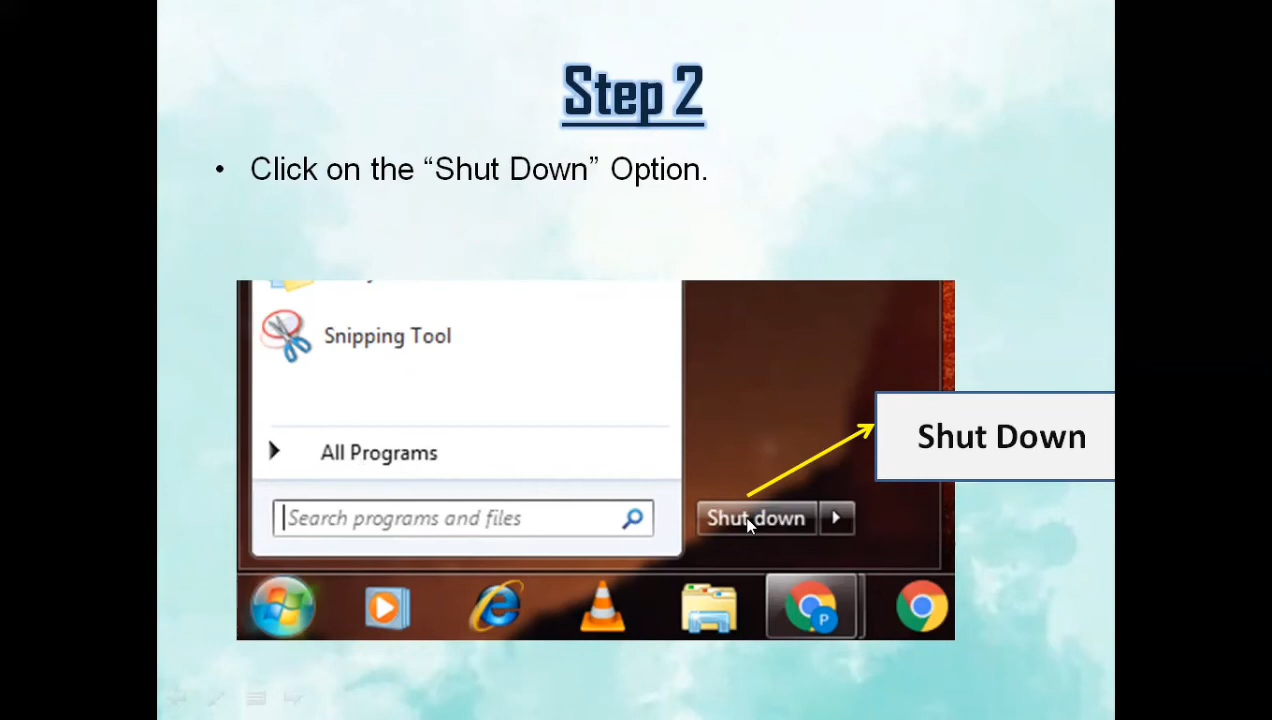 Step 2
• Click on the “Shut Down” Option.
Snipping Tool
Shut Down
All Programs
Search programs and files
Shut down
P